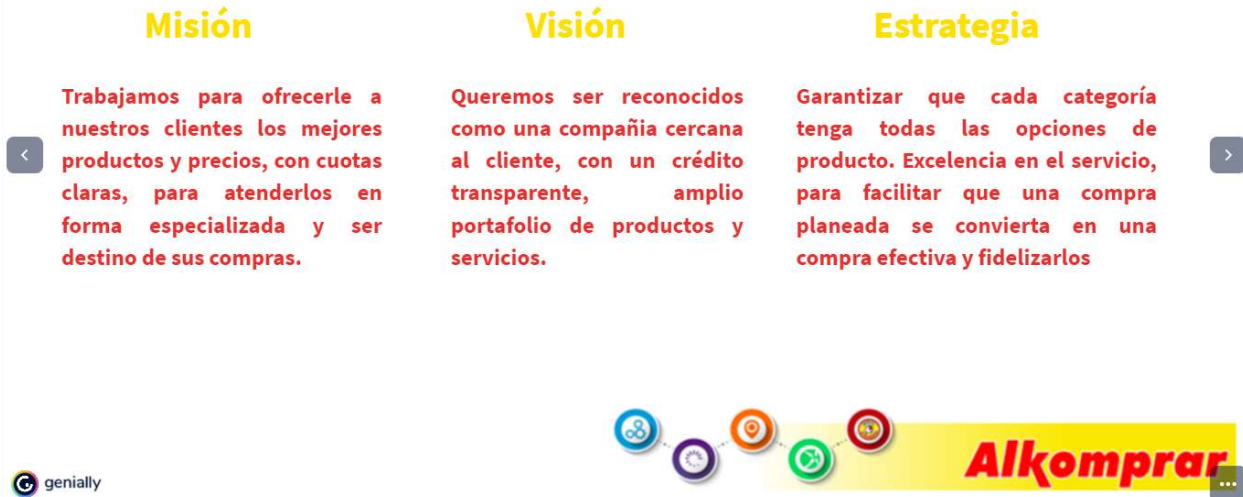 Misión
Trabajamos para ofrecerle a
nuestros clientes los mejores
productos y precios, con cuotas
claras, para atenderlos en
forma especializada y ser
destino de sus compras.
Visión
Queremos ser reconocidos
como una compañia cercana
al cliente, con un crédito
transparente, amplio
portafolio de productos y
servicios.
Estrategia
Garantizar que cada categoría
tenga todas las opciones de
producto. Excelencia en el servicio,
para facilitar que una compra
planeada se convierta en una
compra efectiva y fidelizarlos
Alkomprar
genially